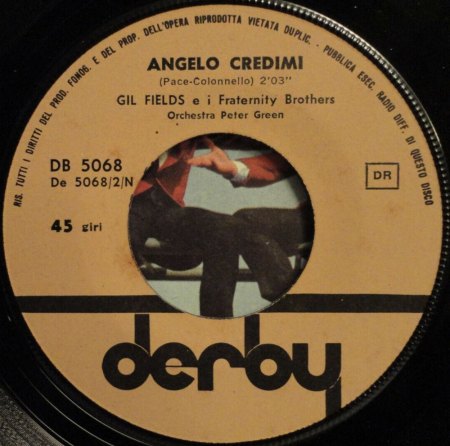 RIS. TUTTI I DIRITTI DEL PROD. FONOG. E DEL PROP. DELL'OPERA RIPRODOTTA VIETATA DUPLIC. - PUBBLICA ESEC. RADIO DIFF. DI QUESTO DISCO
ANGELO CREDIMI
(Pace-Colonnello) 2'03"
GIL FIELDS e i Fraternity Brothers
Orchestra Peter Green
DB 5068
De 5068/2/N
DR
45 giri
derby